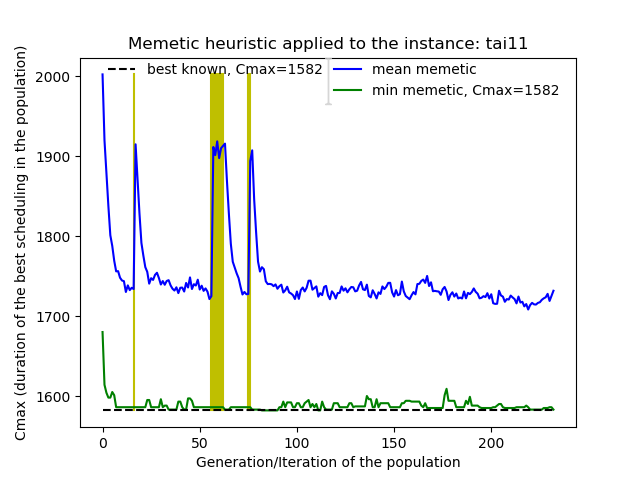 Memetic heuristic applied to the instance: tai11
best known, Cmax=1582
mean memetic
min memetic, Cmax=1582
Cmax (duration of the best scheduling in the population)
2000
1900
1800
1700
1600
0 50 100 150 200
Generation/Iteration of the population